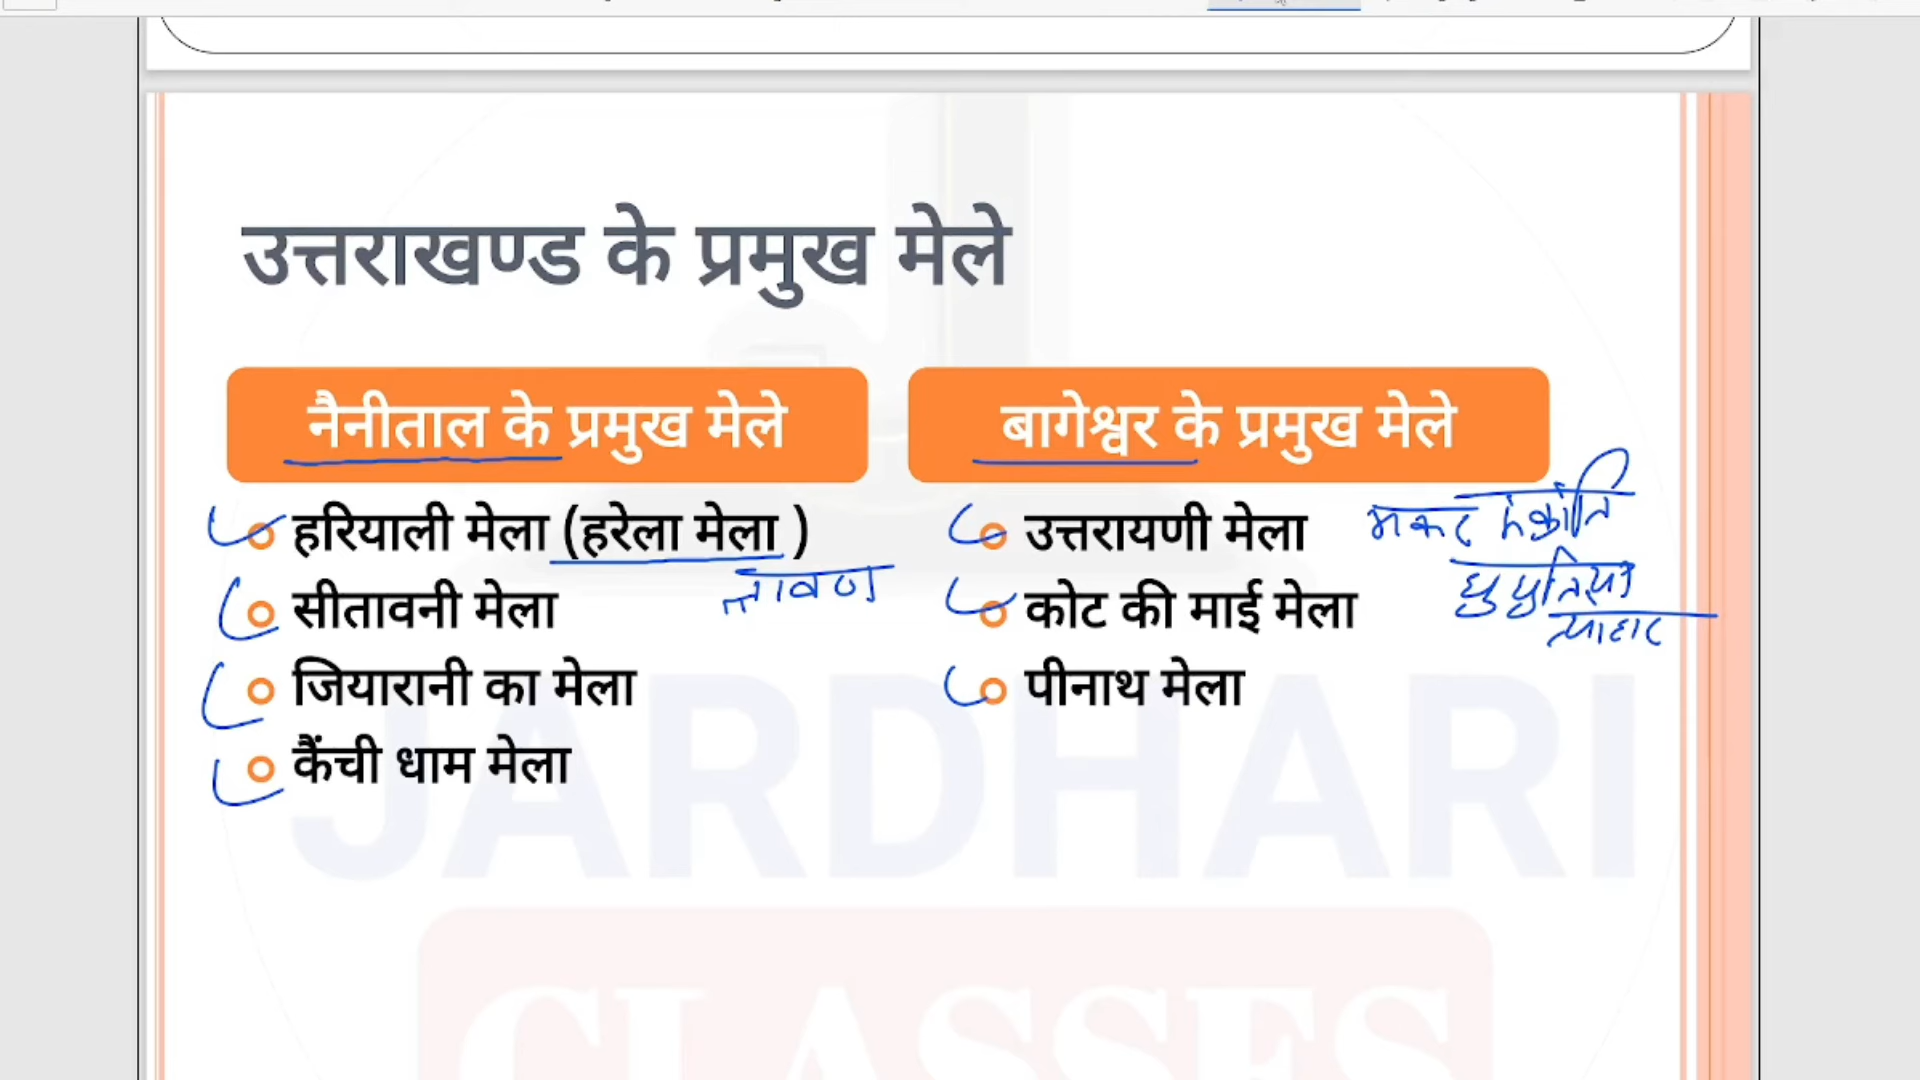 उत्तराखण्ड के प्रमुख मेले
नैनीताल के प्रमुख मेले
हरियाली मेला (हरेला मेला )
सावण
सीतावनी मेला
जियारानी का मेला
कैंची धाम मेला
बागेश्वर के प्रमुख मेले
उत्तरायणी मेला
मकर संक्रांति
घुघुतिया
त्योहार
कोट की माई मेला
पीनाथ मेला
JARDHARI
CLASSES